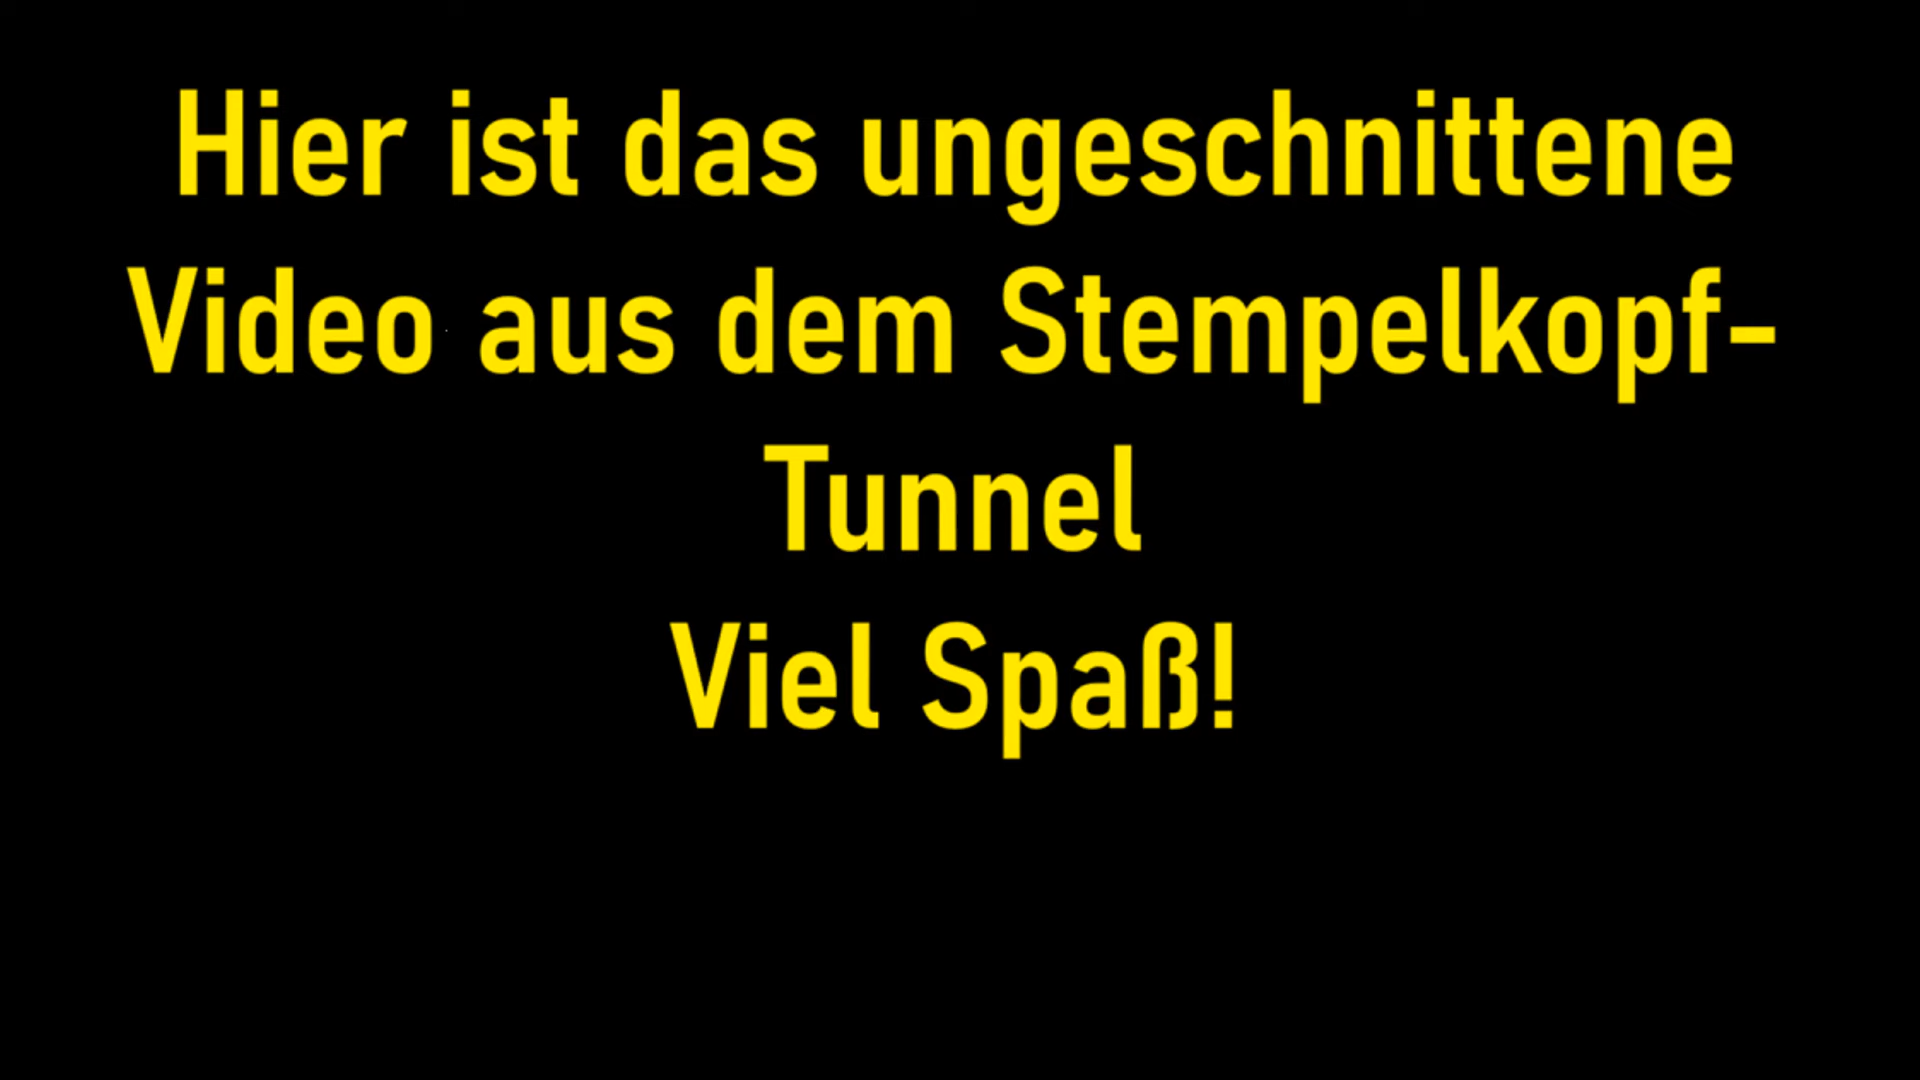 Hier ist das ungeschnittene
Video aus dem Stempelkopf-
Tunnel
Viel Spaß!